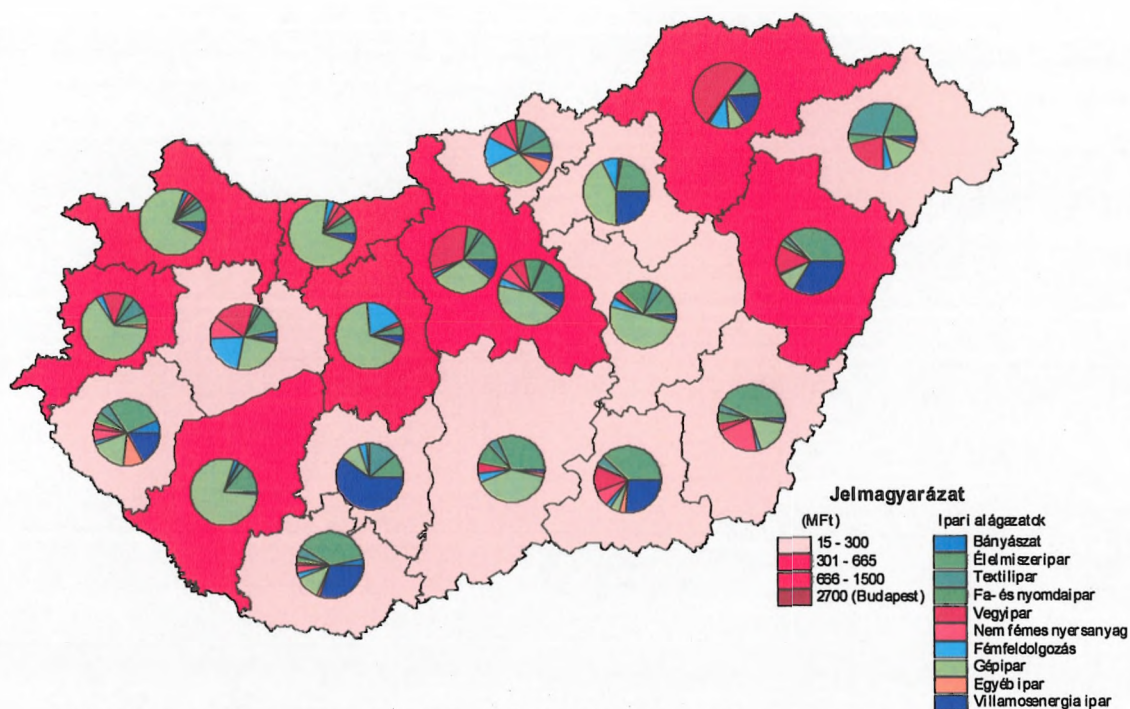 Jelmagyarázat
(MFt)
15 - 300
301 - 665
666 - 1500
2700 (Budapest)
Ipari alágazatok
Bányászat
Élelmiszeripar
Textilipar
Fa- és nyomdaipar
Vegyipar
Nem fémes nyersanyag
Fémfeldolgozás
Gépipar
Egyéb ipar
Villamosenergia ipar